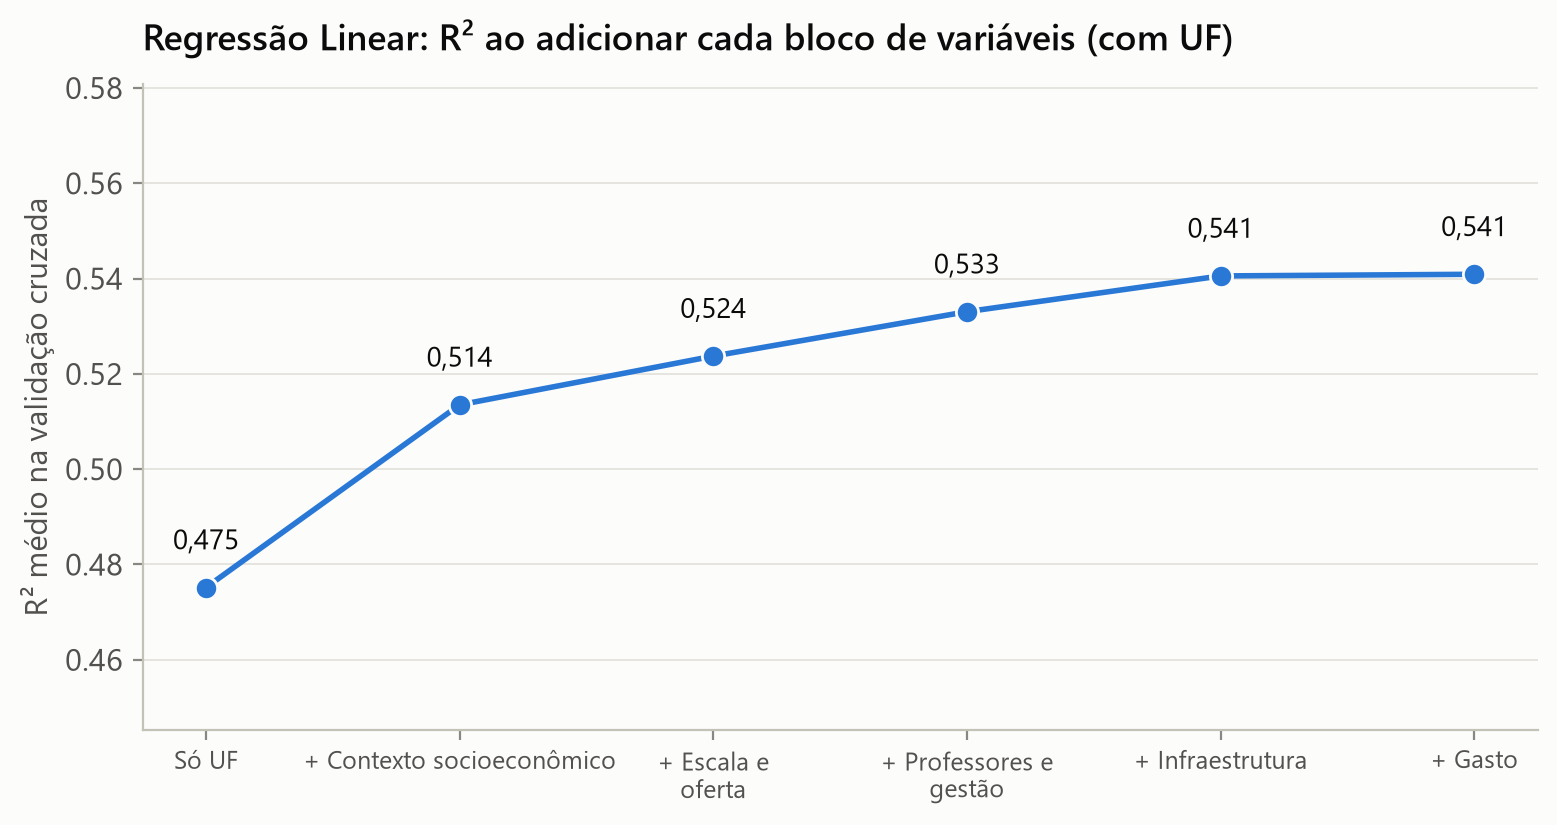 Regressão Linear: R² ao adicionar cada bloco de variáveis (com UF)
R² médio na validação cruzada
0.58
0.56
0.54
0.52
0.50
0.48
0.46
0,475
0,514
0,524
0,533
0,541
0,541
Só UF
+ Contexto socioeconômico
+ Escala e
oferta
+ Professores e
gestão
+ Infraestrutura
+ Gasto